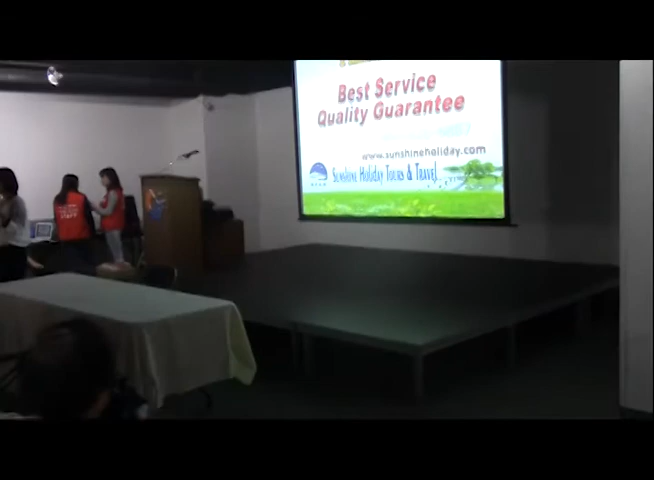 Best Service
Quality Guarantee
www.sunshineholiday.com
Sunshine Holiday Tours & Travel